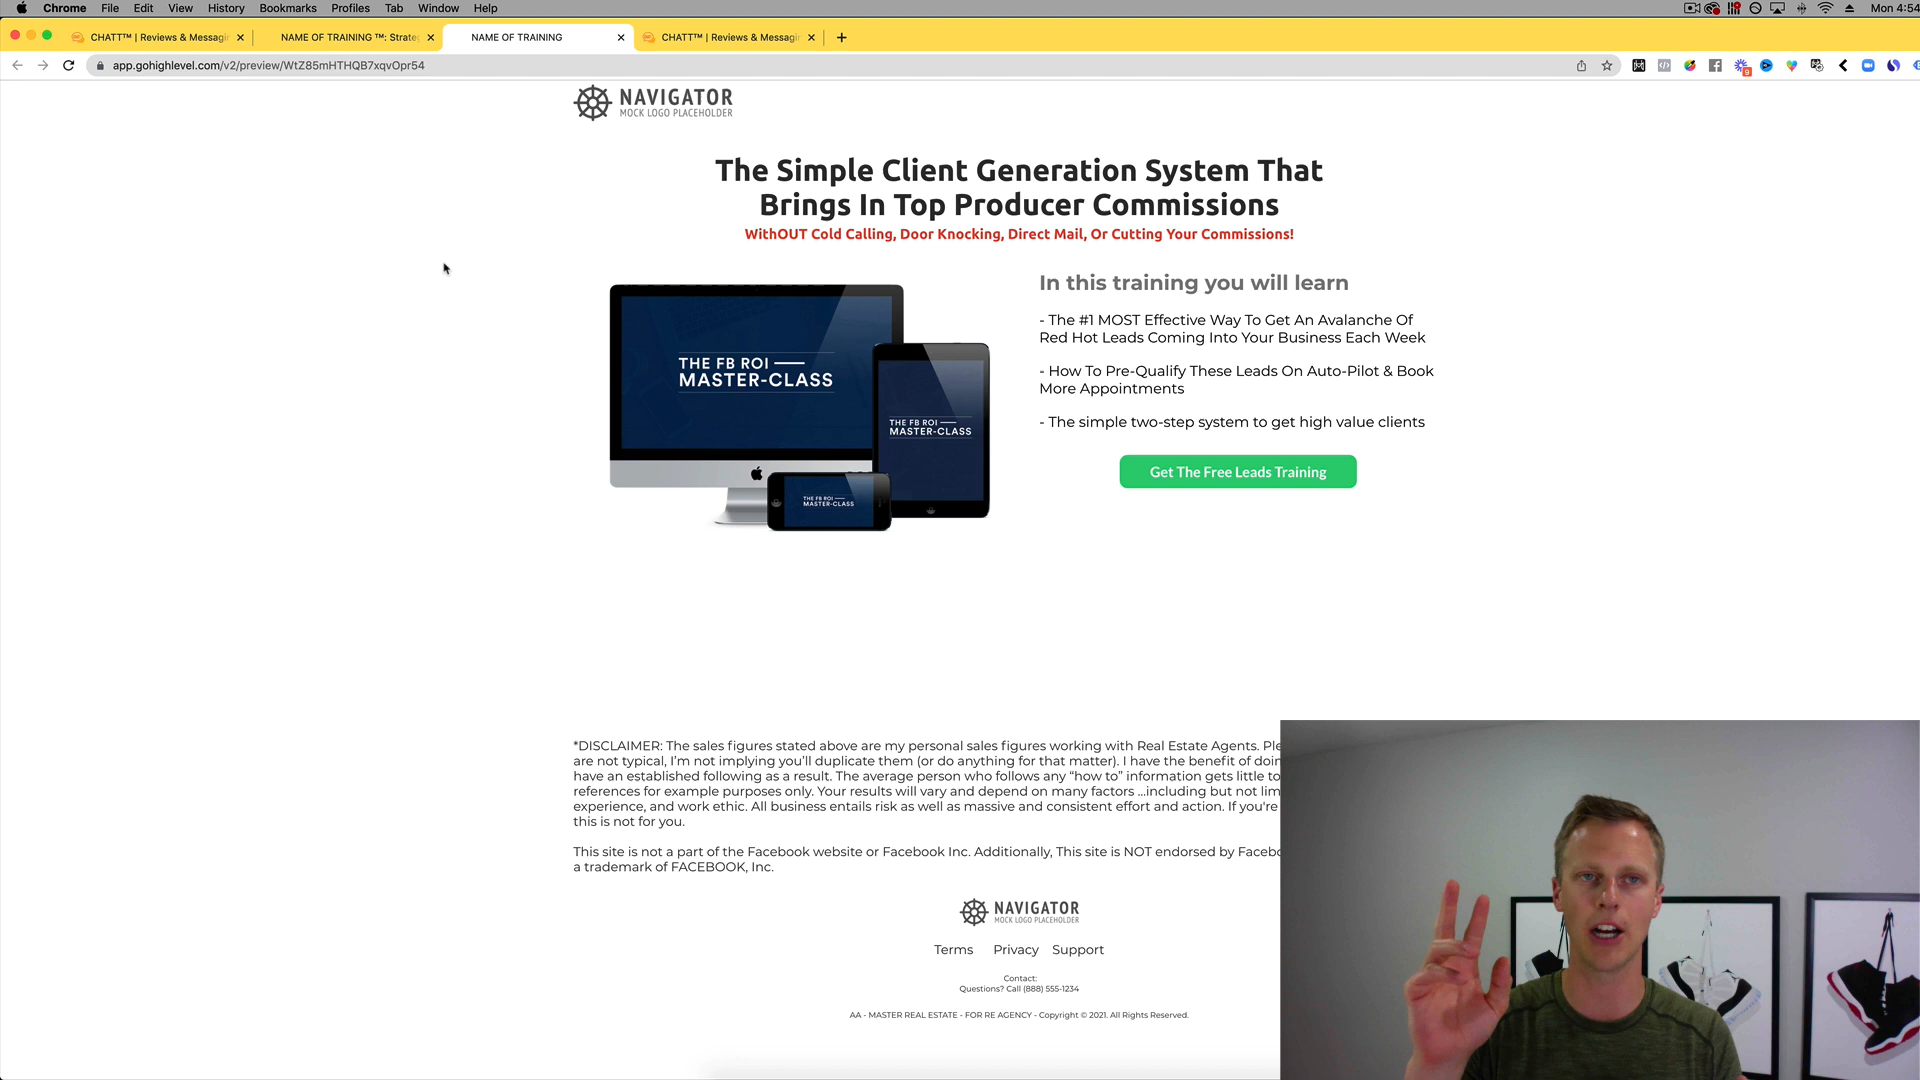 Chrome File Edit View History Bookmarks Profiles Tab Window Help
Mon 4:54
CHATT™ | Reviews & Messagin
NAME OF TRAINING ™: Strate
NAME OF TRAINING
CHATT™ | Reviews & Messagin
app.gohighlevel.com/v2/preview/WtZ85mHTHQB7xqvOpr54
9
NAVIGATOR
MOCK LOGO PLACEHOLDER
The Simple Client Generation System That
Brings In Top Producer Commissions
WithOUT Cold Calling, Door Knocking, Direct Mail, Or Cutting Your Commissions!
THE FB ROI
MASTER-CLASS
THE FB ROI
MASTER-CLASS
THE FB ROI
MASTER-CLASS
In this training you will learn
- The #1 MOST Effective Way To Get An Avalanche Of
Red Hot Leads Coming Into Your Business Each Week
- How To Pre-Qualify These Leads On Auto-Pilot & Book
More Appointments
- The simple two-step system to get high value clients
Get The Free Leads Training
*DISCLAIMER: The sales figures stated above are my personal sales figures working with Real Estate Agents. Ple
are not typical, I'm not implying you'll duplicate them (or do anything for that matter). I have the benefit of doin
have an established following as a result. The average person who follows any “how to” information gets little to
references for example purposes only. Your results will vary and depend on many factors …including but not lim
experience, and work ethic. All business entails risk as well as massive and consistent effort and action. If you're
this is not for you.
This site is not a part of the Facebook website or Facebook Inc. Additionally, This site is NOT endorsed by Facebo
a trademark of FACEBOOK, Inc.
NAVIGATOR
MOCK LOGO PLACEHOLDER
Terms Privacy Support
Contact:
Questions? Call (888) 555-1234
AA - MASTER REAL ESTATE - FOR RE AGENCY - Copyright © 2021. All Rights Reserved.